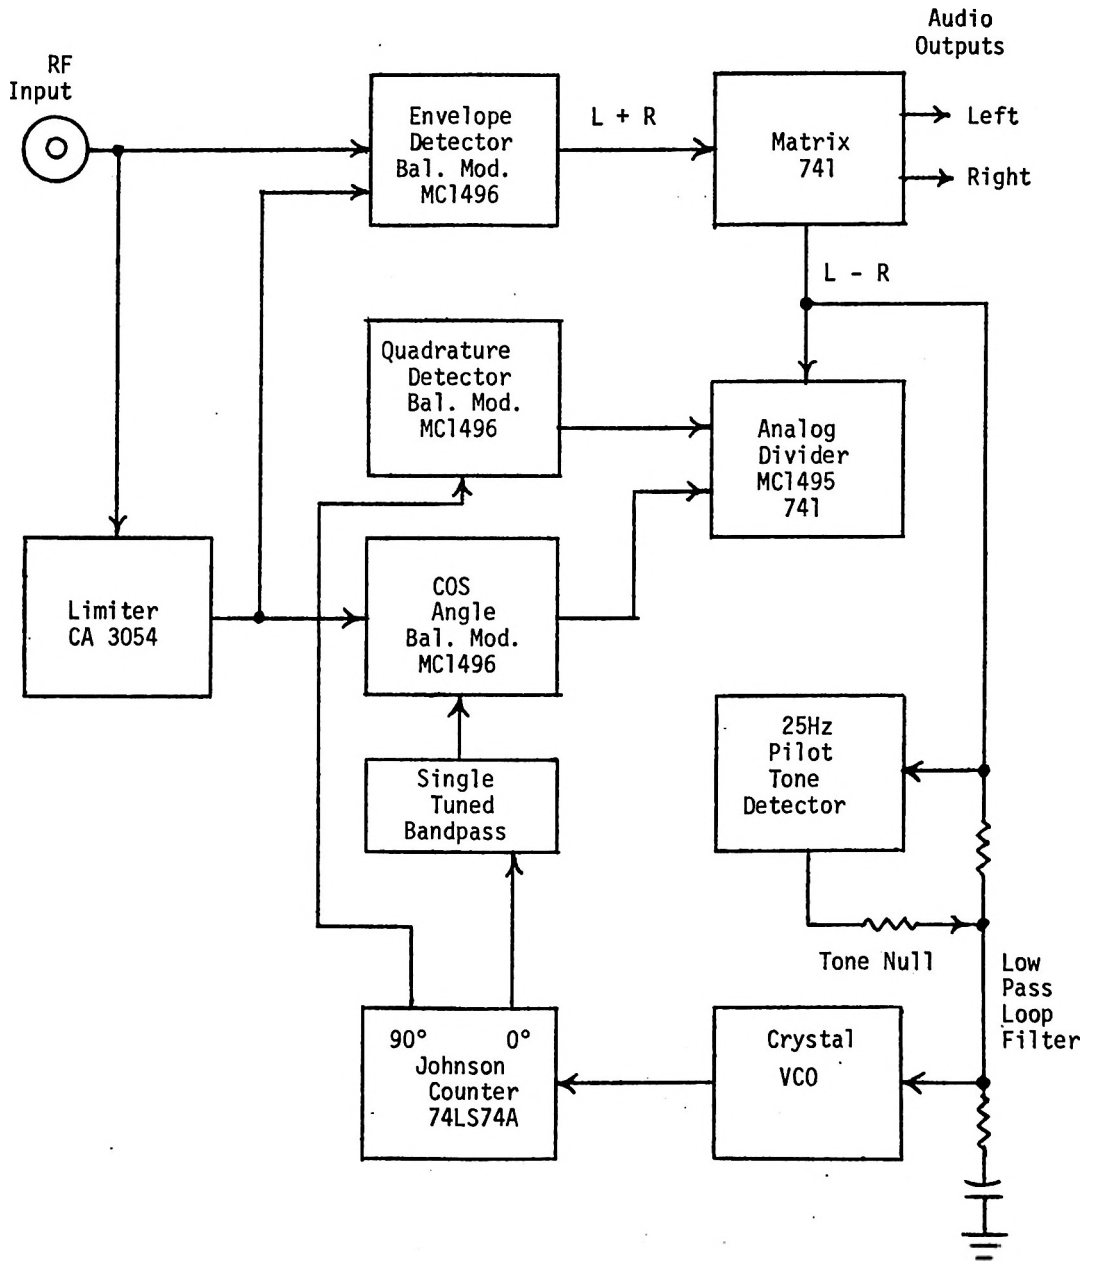 Audio
Outputs
RF
Input
Envelope
Detector
Bal. Mod.
MC1496
L + R
Matrix
741
Left
Right
L - R
Quadrature
Detector
Bal. Mod.
MC1496
Analog
Divider
MC1495
741
Limiter
CA 3054
COS
Angle
Bal. Mod.
MC1496
25Hz
Pilot
Tone
Detector
Single
Tuned
Bandpass
Tone Null
Low
Pass
Loop
Filter
90° 0°
Johnson
Counter
74LS74A
Crystal
VCO